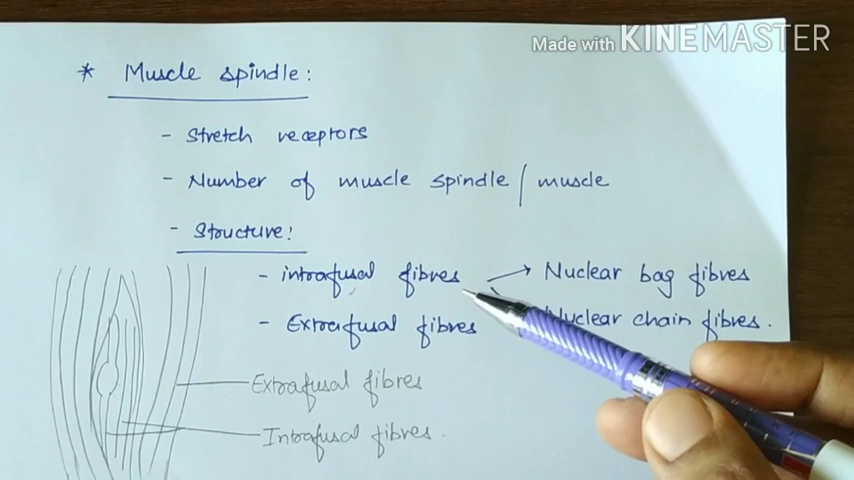 Made with KINEMASTER
* Muscle spindle:
- Stretch receptors
- Number of muscle spindle / muscle
- Structure:
- intrafusal fibres → Nuclear bag fibres
- Extrafusal fibres Nuclear chain fibres.
Extrafusal fibres
Intrafusal fibres.